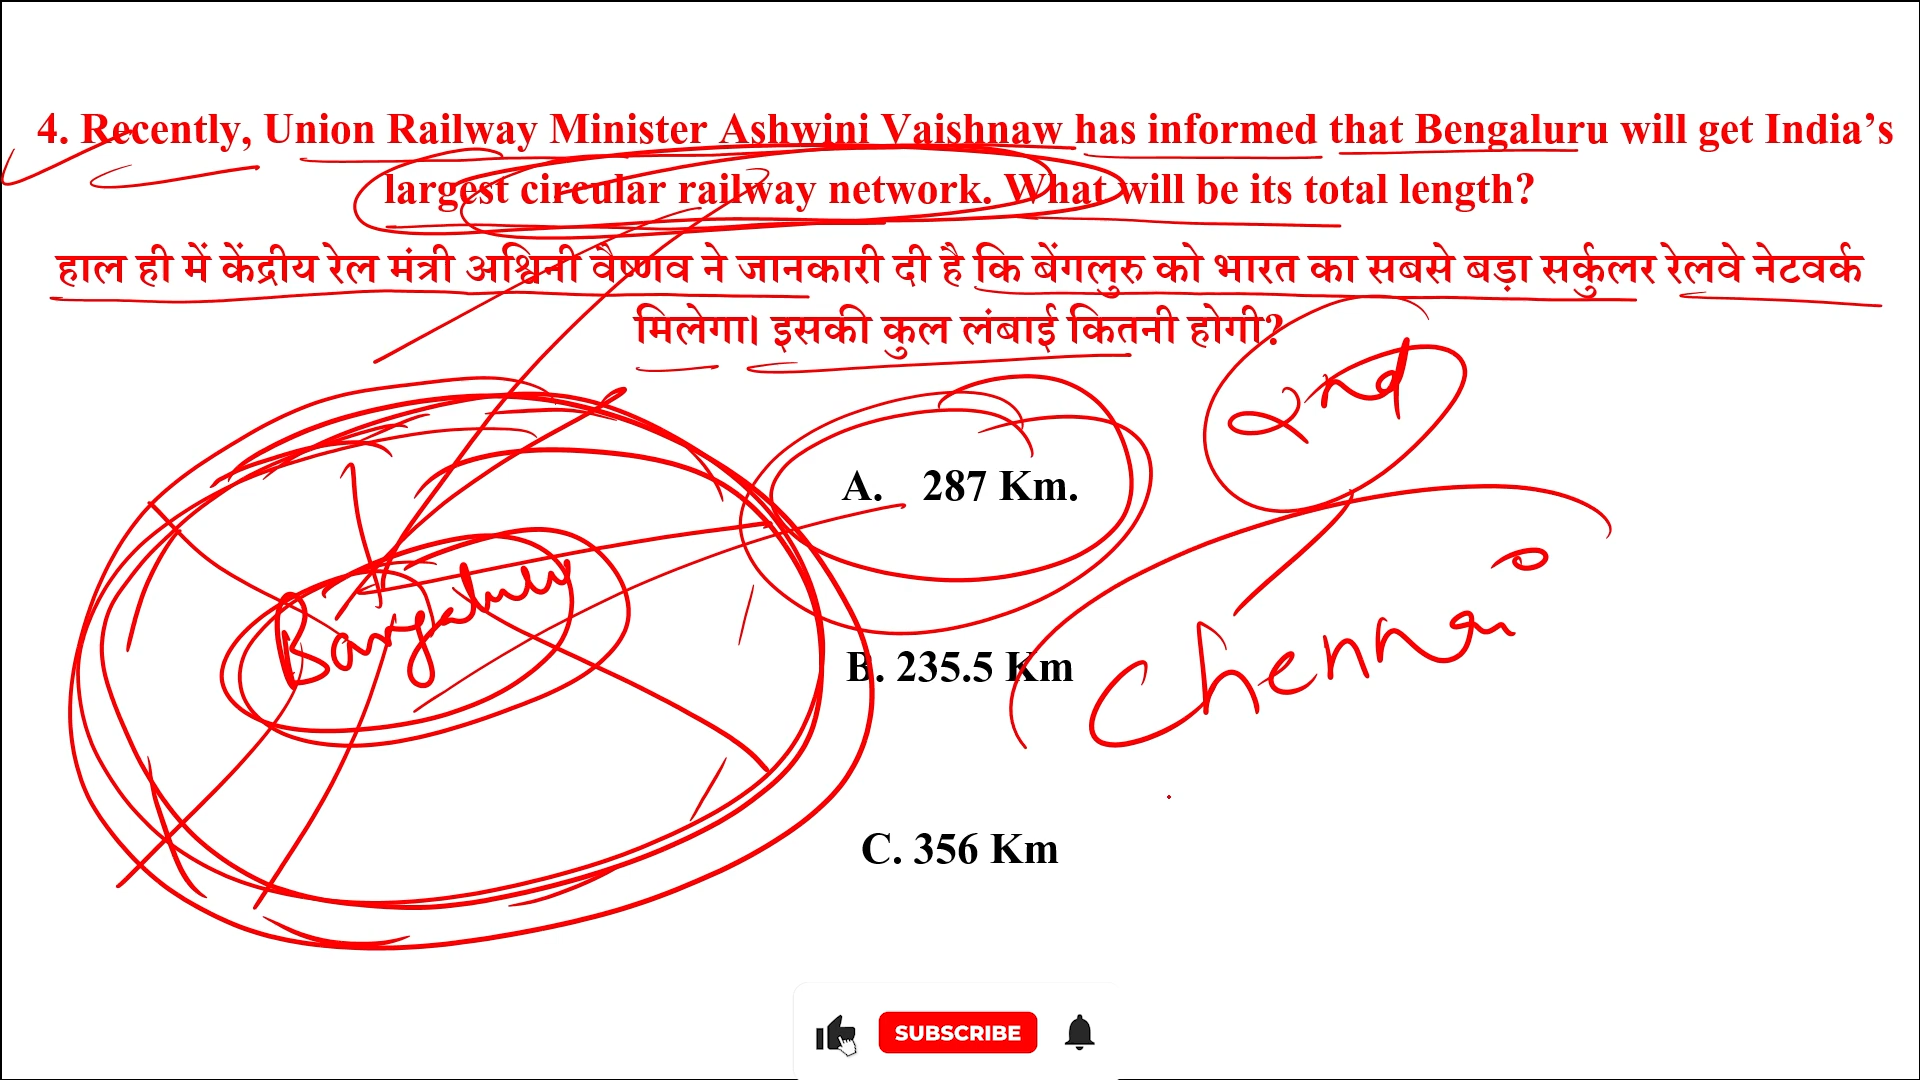 4. Recently, Union Railway Minister Ashwini Vaishnaw has informed that Bengaluru will get India’s
largest circular railway network. What will be its total length?
हाल ही में केंद्रीय रेल मंत्री अश्विनी वैष्णव ने जानकारी दी है कि बेंगलुरु को भारत का सबसे बड़ा सर्कुलर रेलवे नेटवर्क
मिलेगा। इसकी कुल लंबाई कितनी होगी?
2nd
A. 287 Km.
Bangaluru
Chennai
B. 235.5 Km
C. 356 Km
SUBSCRIBE